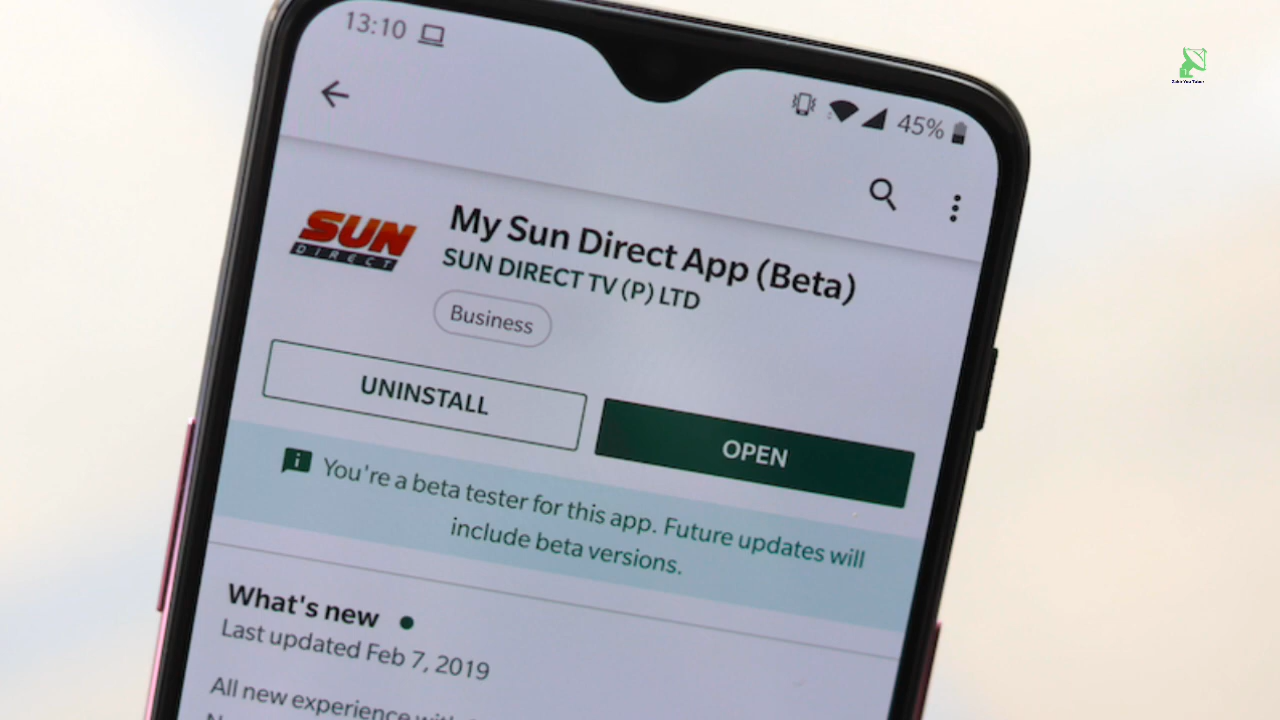 13:10
45%
SUN
DIRECT
My Sun Direct App (Beta)
SUN DIRECT TV (P) LTD
Business
UNINSTALL
OPEN
You're a beta tester for this app. Future updates will
include beta versions.
What's new
Last updated Feb 7, 2019
All new experience with